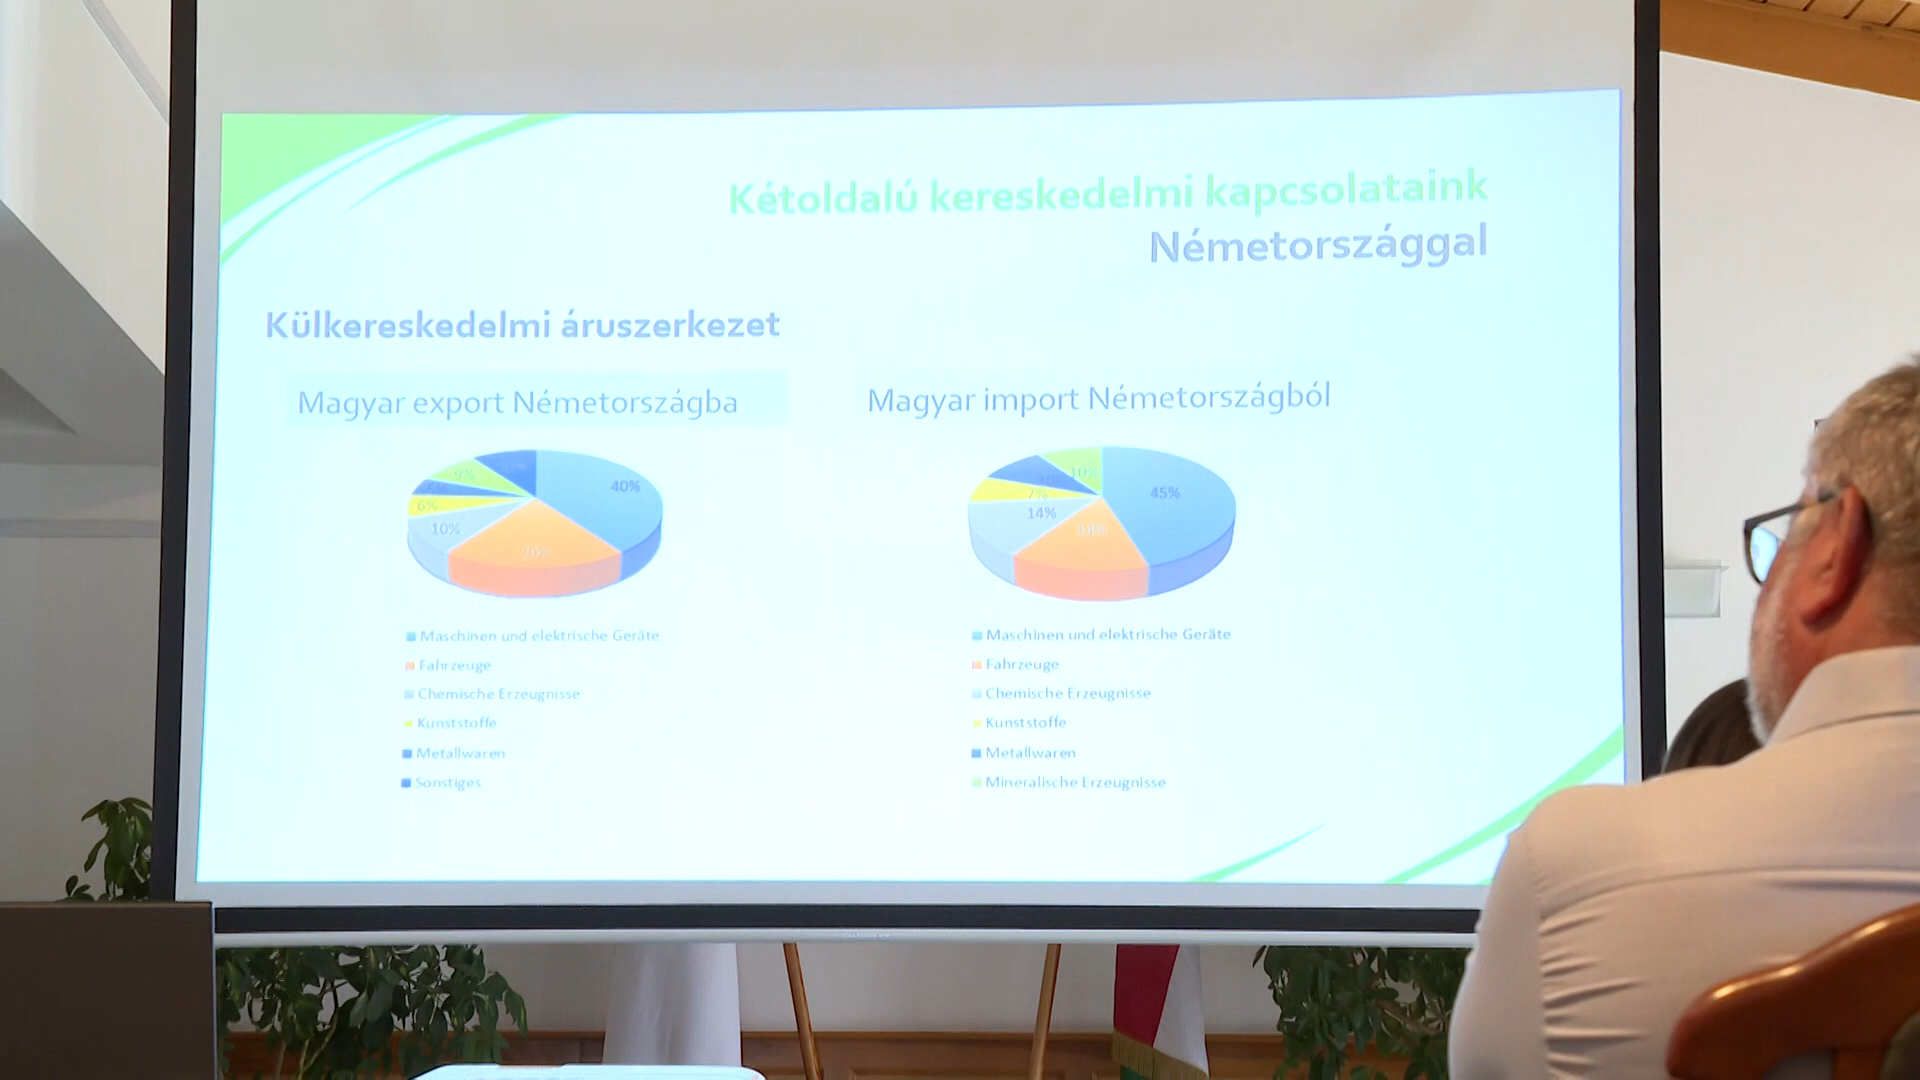 Kétoldalú kereskedelmi kapcsolataink
Németországgal
Külkereskedelmi áruszerkezet
Magyar export Németországba
9%
40%
6%
10%
20%
Maschinen und elektrische Geräte
Fahrzeuge
Chemische Erzeugnisse
Kunststoffe
Metallwaren
Sonstiges
Magyar import Németországból
10%
45%
7%
14%
Maschinen und elektrische Geräte
Fahrzeuge
Chemische Erzeugnisse
Kunststoffe
Metallwaren
Mineralische Erzeugnisse